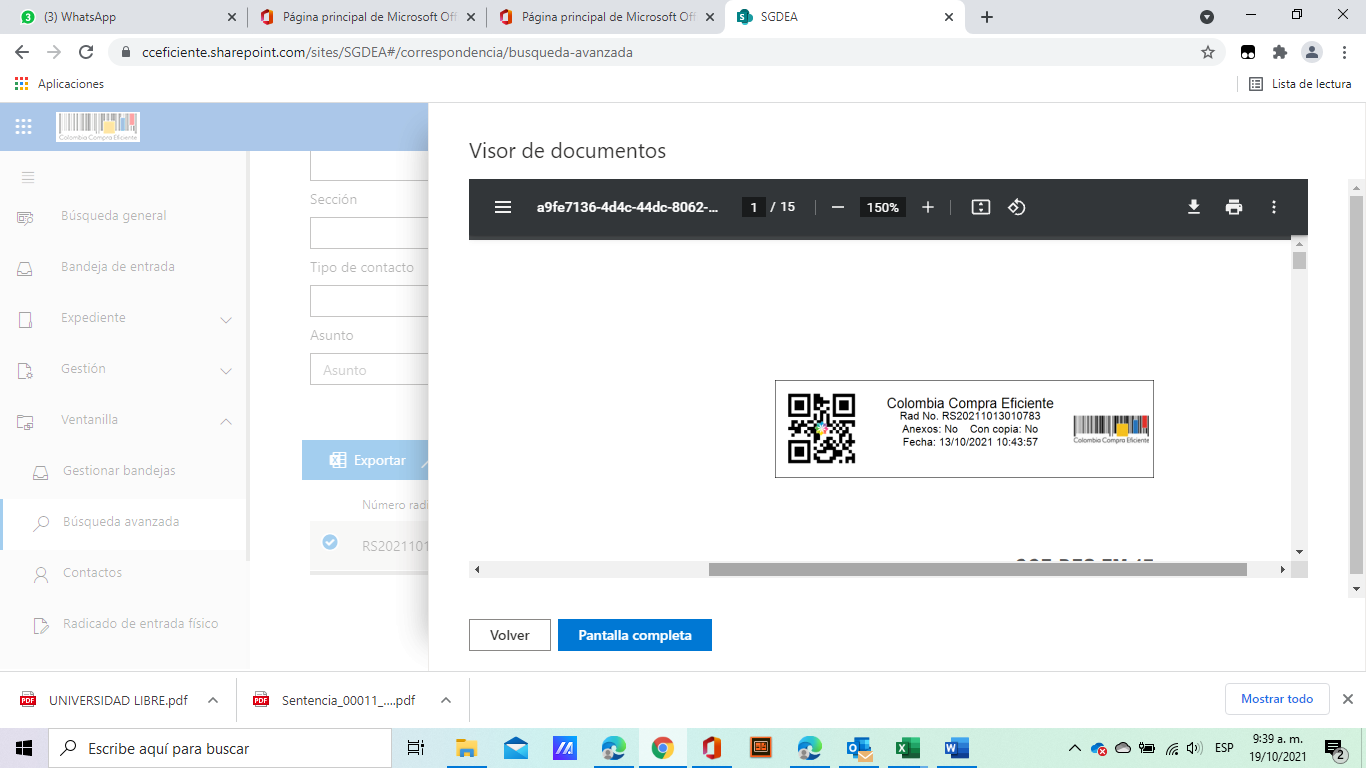 (3) WhatsApp
Página principal de Microsoft Off
Página principal de Microsoft Off
SGDEA
cceficiente.sharepoint.com/sites/SGDEA#/correspondencia/busqueda-avanzada
Aplicaciones
Lista de lectura
Colombia Compra Eficiente
Búsqueda general
Bandeja de entrada
Expediente
Gestión
Ventanilla
Gestionar bandejas
Búsqueda avanzada
Contactos
Radicado de entrada físico
Sección
Tipo de contacto
Asunto
Asunto
Exportar
Número radi
RS2021101
Visor de documentos
a9fe7136-4d4c-44dc-8062-...
1 / 15
150%
Colombia Compra Eficiente
Rad No. RS20211013010783
Anexos: No Con copia: No
Fecha: 13/10/2021 10:43:57
Colombia Compra Eficiente
Volver
Pantalla completa
UNIVERSIDAD LIBRE.pdf
Sentencia_00011_....pdf
Mostrar todo
Escribe aquí para buscar
ESP
9:39 a. m.
19/10/2021
2